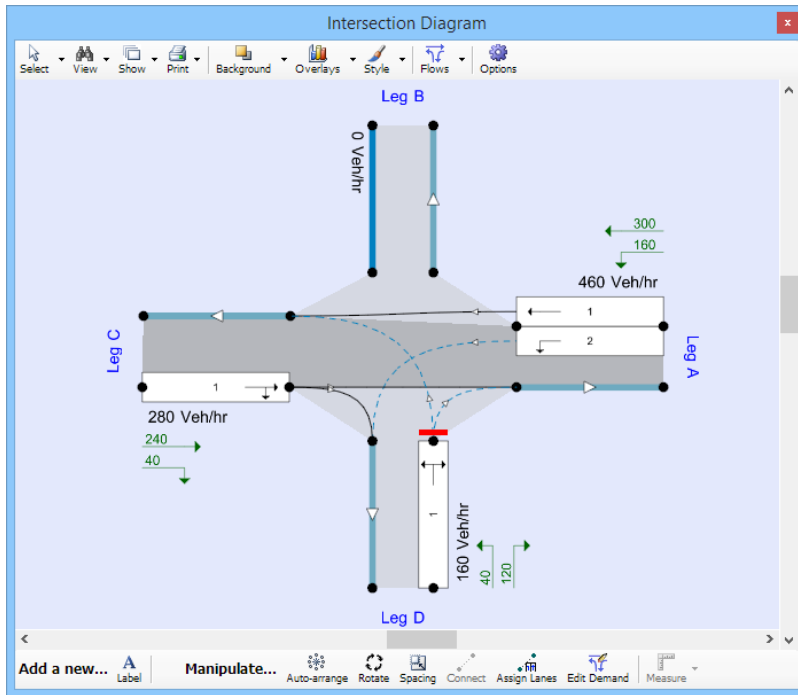 Intersection Diagram
x
Select View Show Print Background Overlays Style Flows Options
Leg B
0 Veh/hr
300
160
460 Veh/hr
1
2
Leg C
Leg A
1
280 Veh/hr
240
40
1
160 Veh/hr
40
120
Leg D
Add a new... A Label Manipulate... Auto-arrange Rotate Spacing Connect Assign Lanes Edit Demand Measure